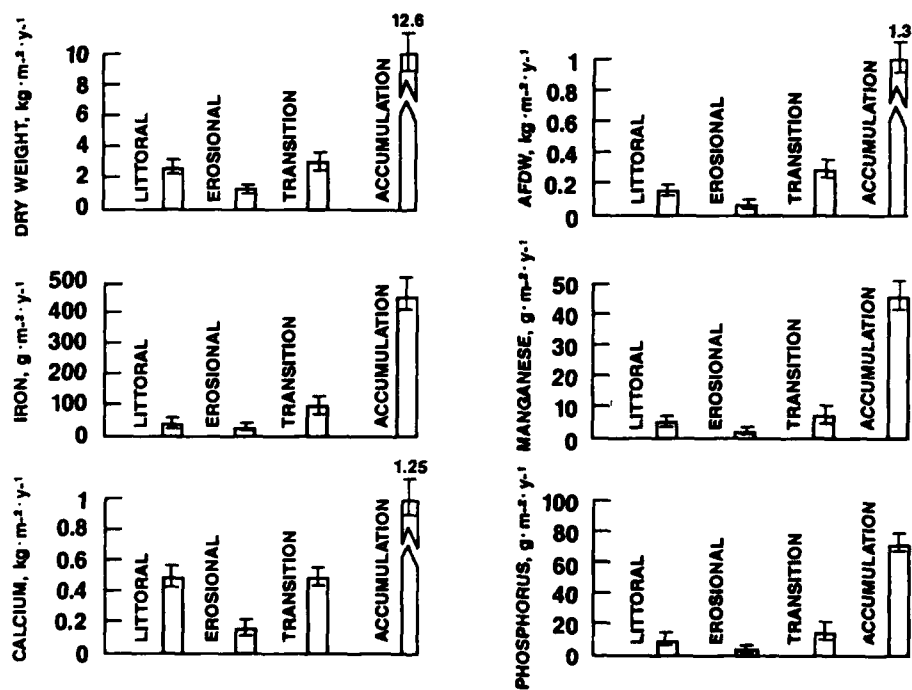 12.6
DRY WEIGHT, kg·m-²·y-¹
10
8
6
4
2
0
LITTORAL
EROSIONAL
TRANSITION
ACCUMULATION
1.3
AFDW, kg·m-²·y-¹
1
0.8
0.6
0.4
0.2
0
LITTORAL
EROSIONAL
TRANSITION
ACCUMULATION
IRON, g·m-²·y-¹
500
400
300
200
100
0
LITTORAL
EROSIONAL
TRANSITION
ACCUMULATION
MANGANESE, g·m-²·y-¹
50
40
30
20
10
0
LITTORAL
EROSIONAL
TRANSITION
ACCUMULATION
1.25
CALCIUM, kg·m-²·y-¹
1
0.8
0.6
0.4
0.2
0
LITTORAL
EROSIONAL
TRANSITION
ACCUMULATION
PHOSPHORUS, g·m-²·y-¹
100
80
60
40
20
0
LITTORAL
EROSIONAL
TRANSITION
ACCUMULATION